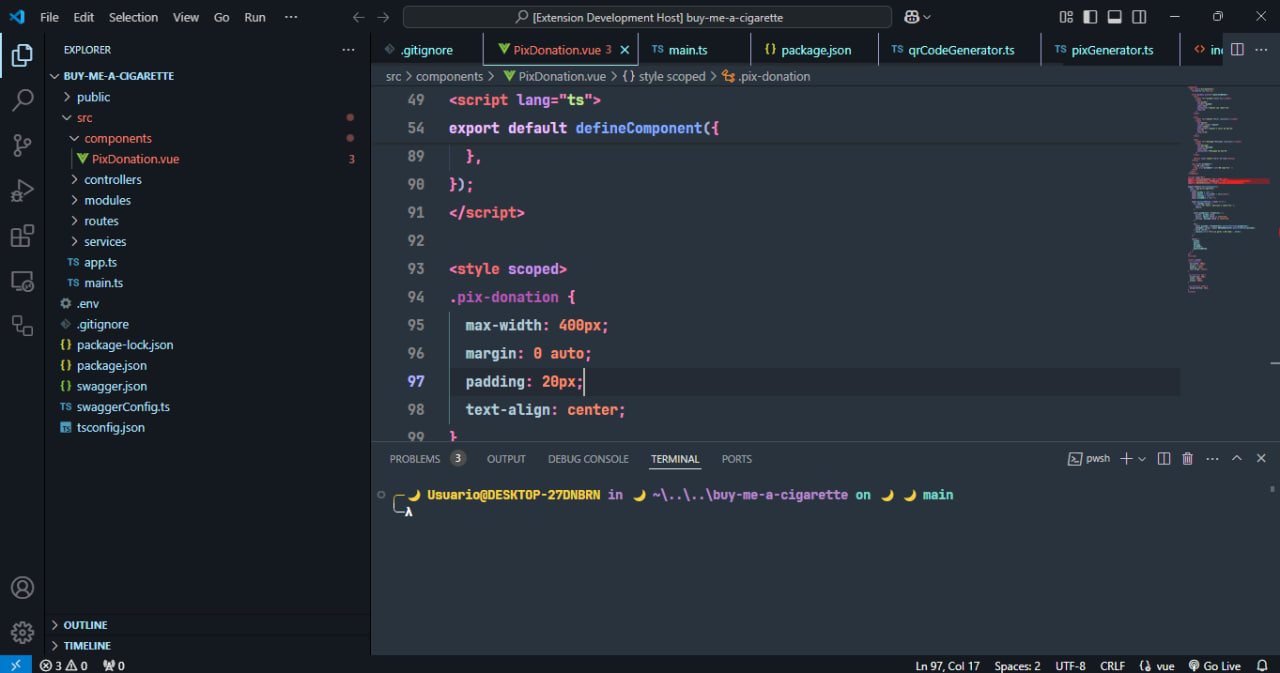 File Edit Selection View Go Run ··· [Extension Development Host] buy-me-a-cigarette
EXPLORER ···
BUY-ME-A-CIGARETTE
public
src
components
PixDonation.vue 3
controllers
modules
routes
services
TS app.ts
TS main.ts
.env
.gitignore
{} package-lock.json
{} package.json
{} swagger.json
TS swaggerConfig.ts
TS tsconfig.json
OUTLINE
TIMELINE
.gitignore PixDonation.vue 3 TS main.ts {} package.json TS qrCodeGenerator.ts TS pixGenerator.ts <> in ···
src > components > PixDonation.vue > {} style scoped > .pix-donation
49 <script lang="ts">
54 export default defineComponent({
89 },
90 });
91 </script>
92
93 <style scoped>
94 .pix-donation {
95 max-width: 400px;
96 margin: 0 auto;
97 padding: 20px;
98 text-align: center;
99 }
PROBLEMS 3 OUTPUT DEBUG CONSOLE TERMINAL PORTS pwsh ···
Usuario@DESKTOP-27DNBRN in ~\..\..\buy-me-a-cigarette on main
λ
3 0 0 Ln 97, Col 17 Spaces: 2 UTF-8 CRLF {} vue Go Live